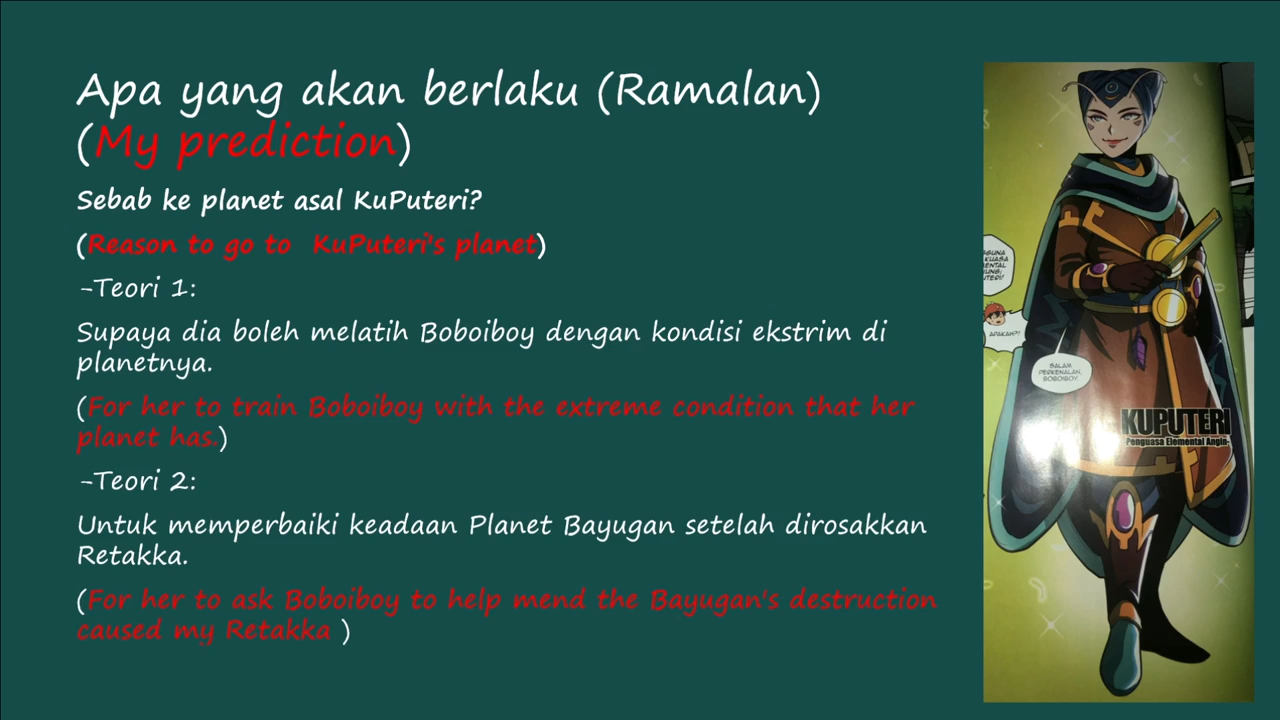 Apa yang akan berlaku (Ramalan)
(My prediction)
Sebab ke planet asal KuPuteri?
(Reason to go to  KuPuteri's planet)
-Teori 1:
Supaya dia boleh melatih Boboiboy dengan kondisi ekstrim di
planetnya.
(For her to train Boboiboy with the extreme condition that her
planet has.)
-Teori 2:
Untuk memperbaiki keadaan Planet Bayugan setelah dirosakkan
Retakka.
(For her to ask Boboiboy to help mend the Bayugan's destruction
caused my Retakka )
APAKAH?!
SALAM
PERKENALAN,
BOBOIBOY.
KUPUTERI
Penguasa Elemental Angin-